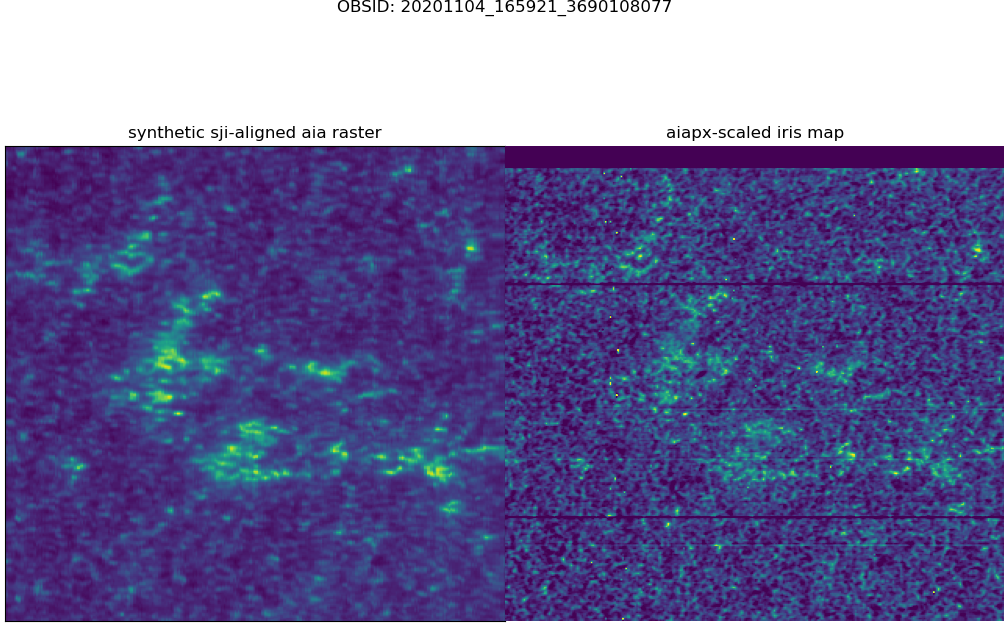 OBSID: 20201104_165921_3690108077
synthetic sji-aligned aia raster
aiapx-scaled iris map